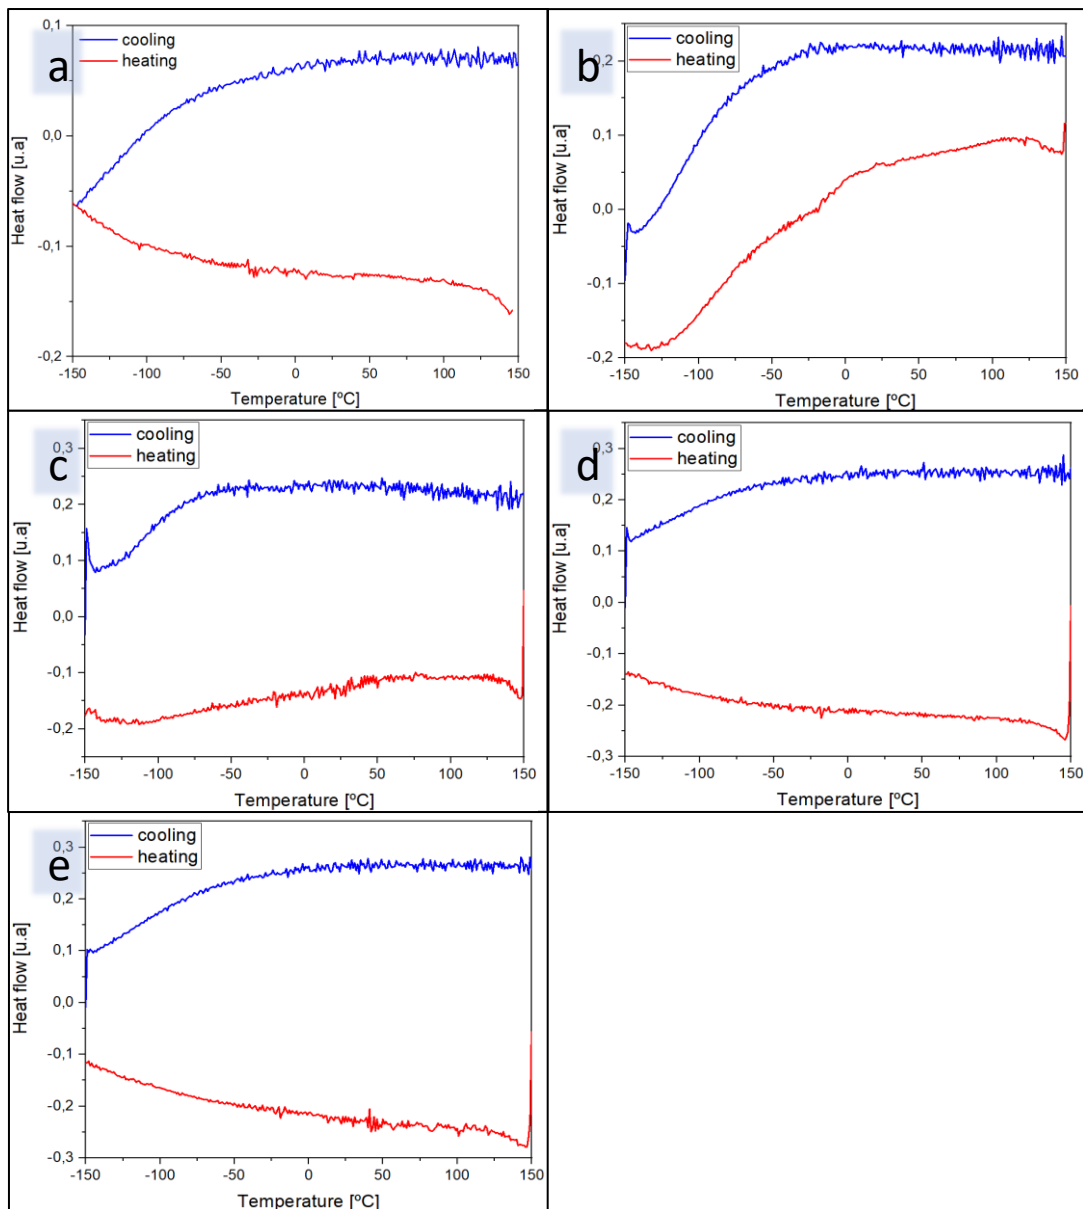 a
cooling
heating
Heat flow [u.a]
0,1
0,0
-0,1
-0,2
-150 -100 -50 0 50 100 150
Temperature [ºC]
b
cooling
heating
Heat flow [u.a]
0,2
0,1
0,0
-0,1
-0,2
-150 -100 -50 0 50 100 150
Temperature [ºC]
c
cooling
heating
Heat flow [u.a]
0,3
0,2
0,1
0,0
-0,1
-0,2
-150 -100 -50 0 50 100 150
Temperature [ºC]
d
cooling
heating
Heat flow [u.a]
0,3
0,2
0,1
0,0
-0,1
-0,2
-0,3
-150 -100 -50 0 50 100 150
Temperature [ºC]
e
cooling
heating
Heat flow [u.a]
0,3
0,2
0,1
0,0
-0,1
-0,2
-0,3
-150 -100 -50 0 50 100 150
Temperature [ºC]